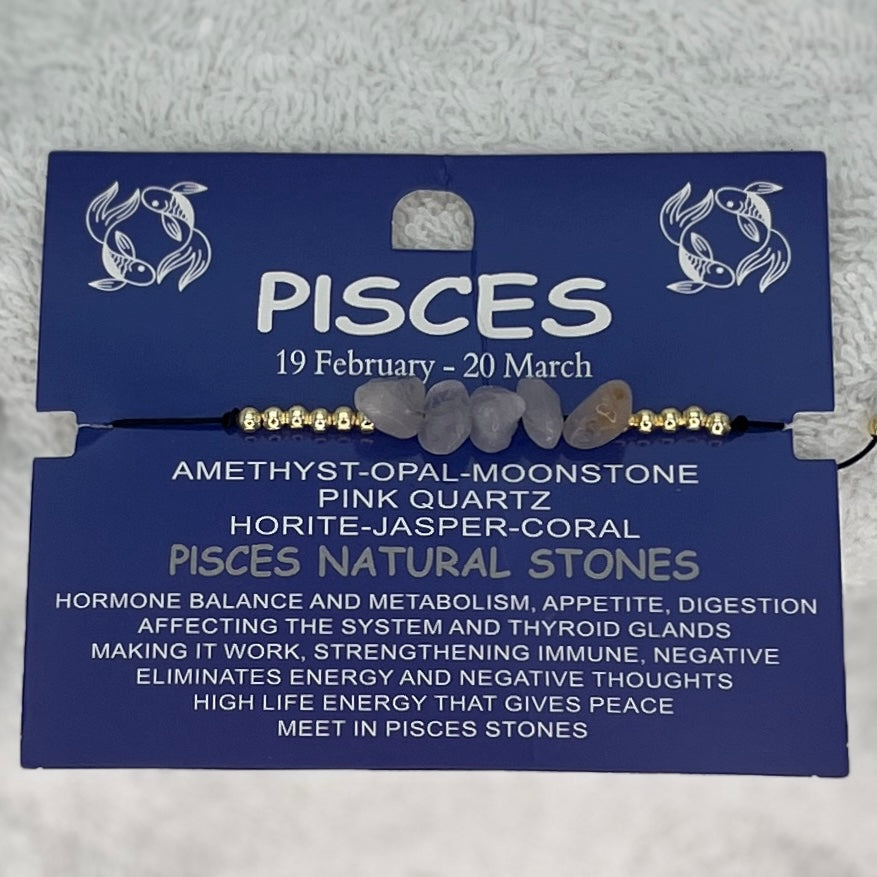 PISCES
19 February - 20 March
AMETHYST-OPAL-MOONSTONE
PINK QUARTZ
HORITE-JASPER-CORAL
PISCES NATURAL STONES
HORMONE BALANCE AND METABOLISM, APPETITE, DIGESTION
AFFECTING THE SYSTEM AND THYROID GLANDS
MAKING IT WORK, STRENGTHENING IMMUNE, NEGATIVE
ELIMINATES ENERGY AND NEGATIVE THOUGHTS
HIGH LIFE ENERGY THAT GIVES PEACE
MEET IN PISCES STONES